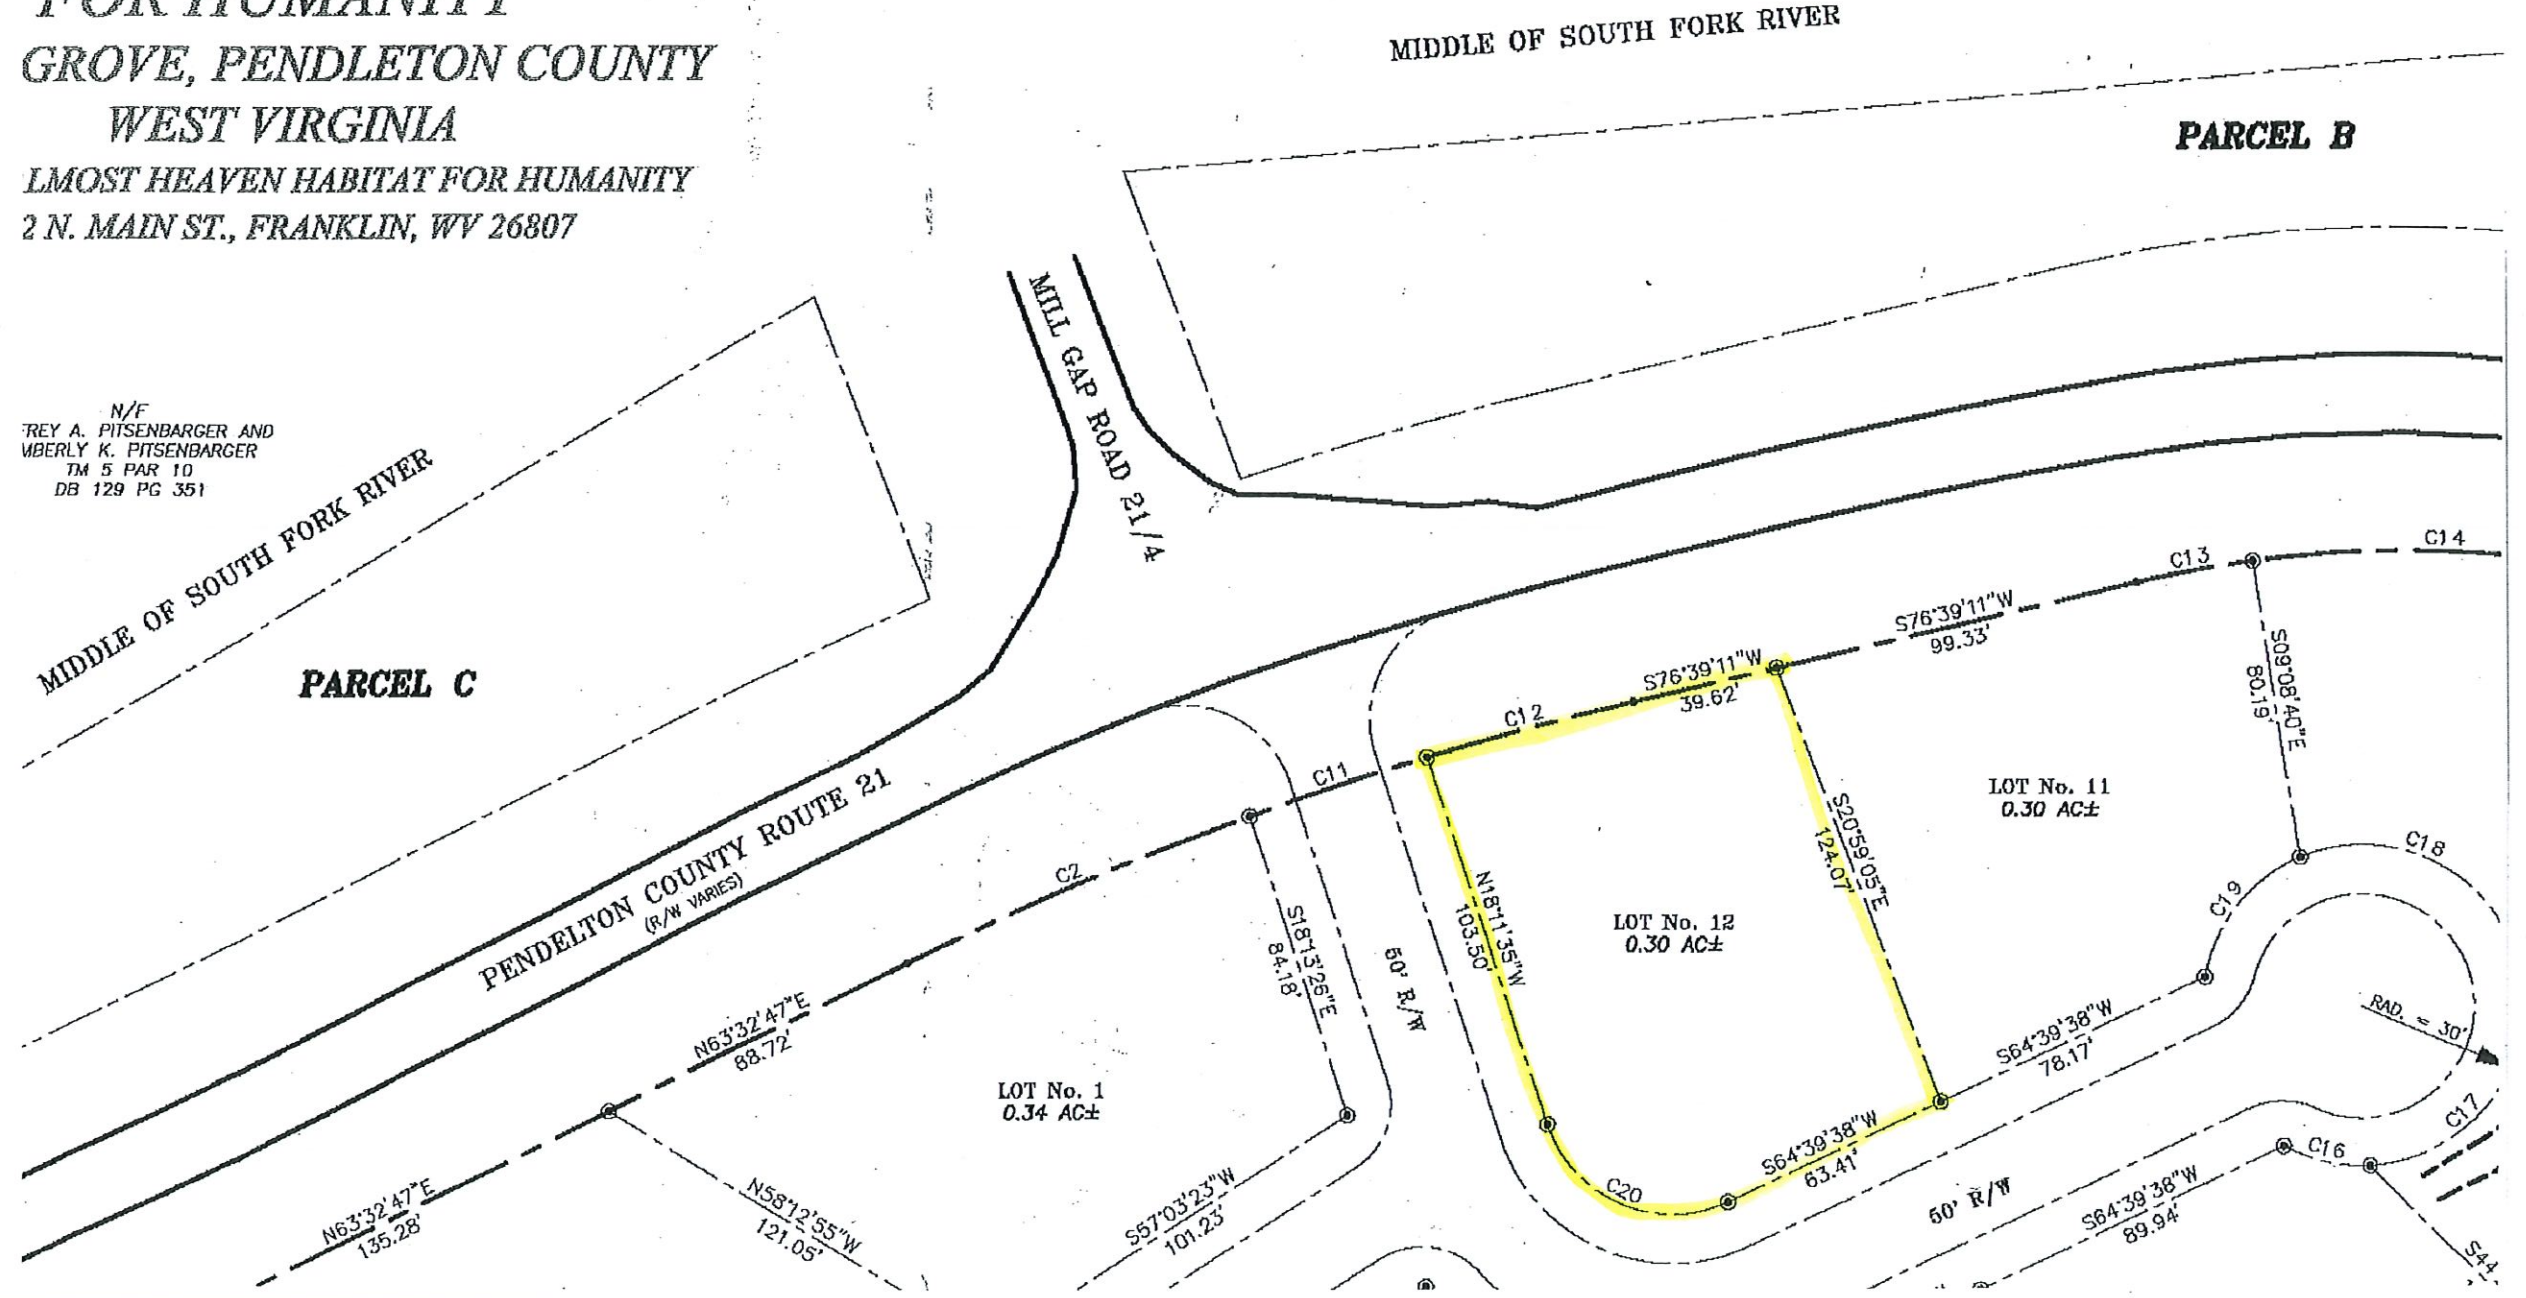 FOR HUMANITY
GROVE, PENDLETON COUNTY
WEST VIRGINIA
LMOST HEAVEN HABITAT FOR HUMANITY
2 N. MAIN ST., FRANKLIN, WV 26807
MIDDLE OF SOUTH FORK RIVER
PARCEL B
N/F
REY A. PITSENBARGER AND
MBERLY K. PITSENBARGER
TM 5 PAR 10
DB 129 PG 351
MIDDLE OF SOUTH FORK RIVER
PARCEL C
MILL GAP ROAD 21/4
PENDELTON COUNTY ROUTE 21
(R/W VARIES)
C14
C13
S76°39'11"W
99.33'
S09°08'40"E
80.19'
S76°39'11"W
39.62'
C12
C11
C2
LOT No. 11
0.30 AC±
S20°59'05"E
124.07'
C18
C19
LOT No. 12
0.30 AC±
N18°11'35"W
103.50'
50' R/W
S18°13'26"E
84.18'
N63°32'47"E
88.72'
LOT No. 1
0.34 AC±
S64°39'38"W
78.17'
RAD. = 30'
C17
C16
S64°39'38"W
63.41'
C20
50' R/W
S64°39'38"W
89.94'
S44
S57°03'23"W
101.23'
N58°12'55"W
121.05'
N63°32'47"E
135.28'